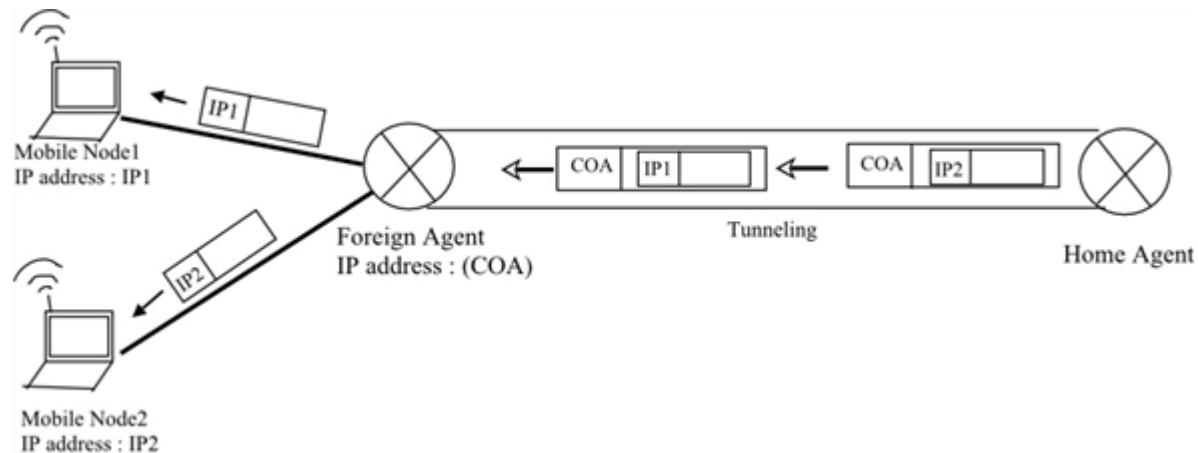 IP1
Mobile Node1
IP address : IP1
COA
IP1
COA
IP2
Tunneling
Foreign Agent
IP address : (COA)
Home Agent
IP2
Mobile Node2
IP address : IP2